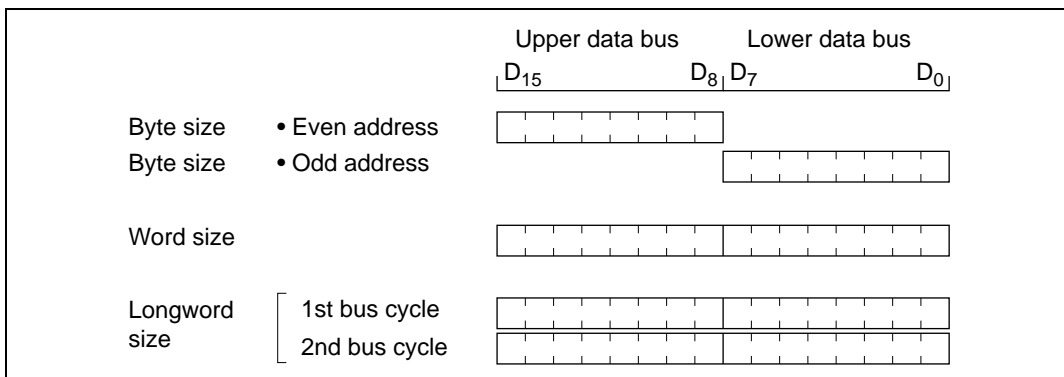 Upper data bus Lower data bus
D15 D8 D7 D0
Byte size • Even address
Byte size • Odd address
Word size
Longword size
1st bus cycle
2nd bus cycle